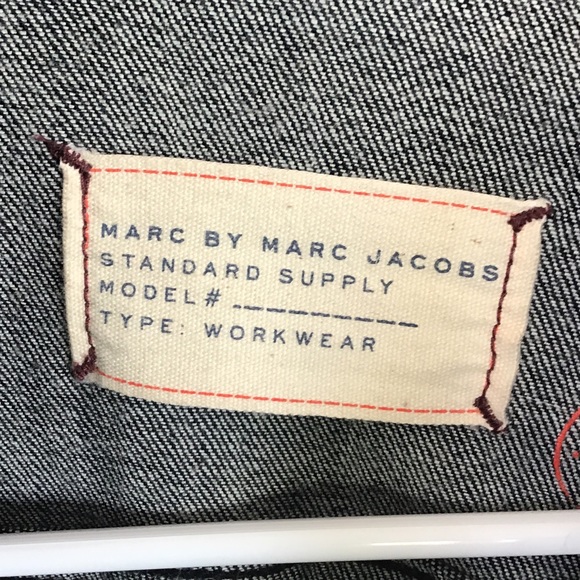 MARC BY MARC JACOBS
STANDARD SUPPLY
MODEL# __________
TYPE: WORKWEAR